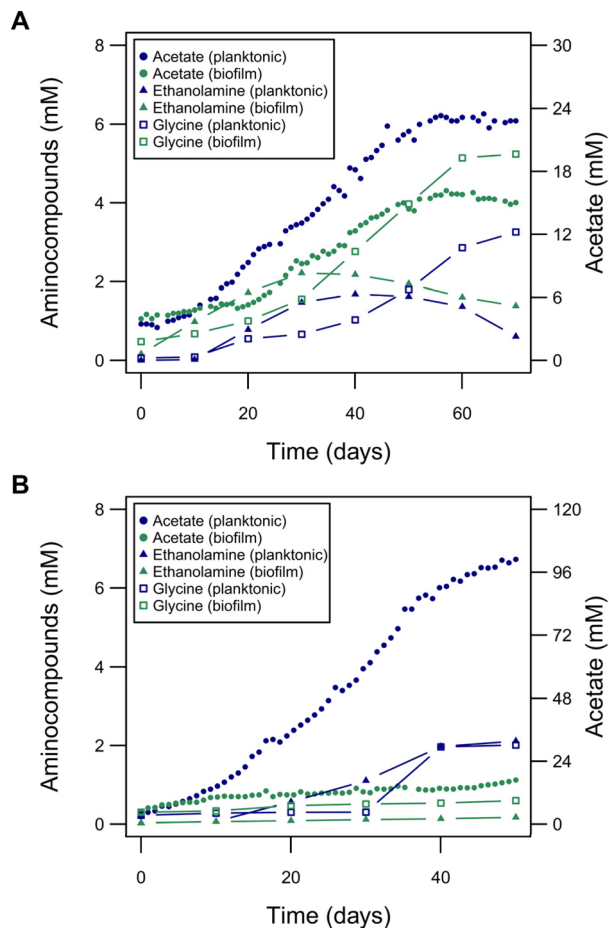 A
Aminocompounds (mM)
Acetate (mM)
8
6
4
2
0
30
24
18
12
6
0
Acetate (planktonic)
Acetate (biofilm)
Ethanolamine (planktonic)
Ethanolamine (biofilm)
Glycine (planktonic)
Glycine (biofilm)
0 20 40 60
Time (days)
B
Aminocompounds (mM)
Acetate (mM)
8
6
4
2
0
120
96
72
48
24
0
Acetate (planktonic)
Acetate (biofilm)
Ethanolamine (planktonic)
Ethanolamine (biofilm)
Glycine (planktonic)
Glycine (biofilm)
0 20 40
Time (days)